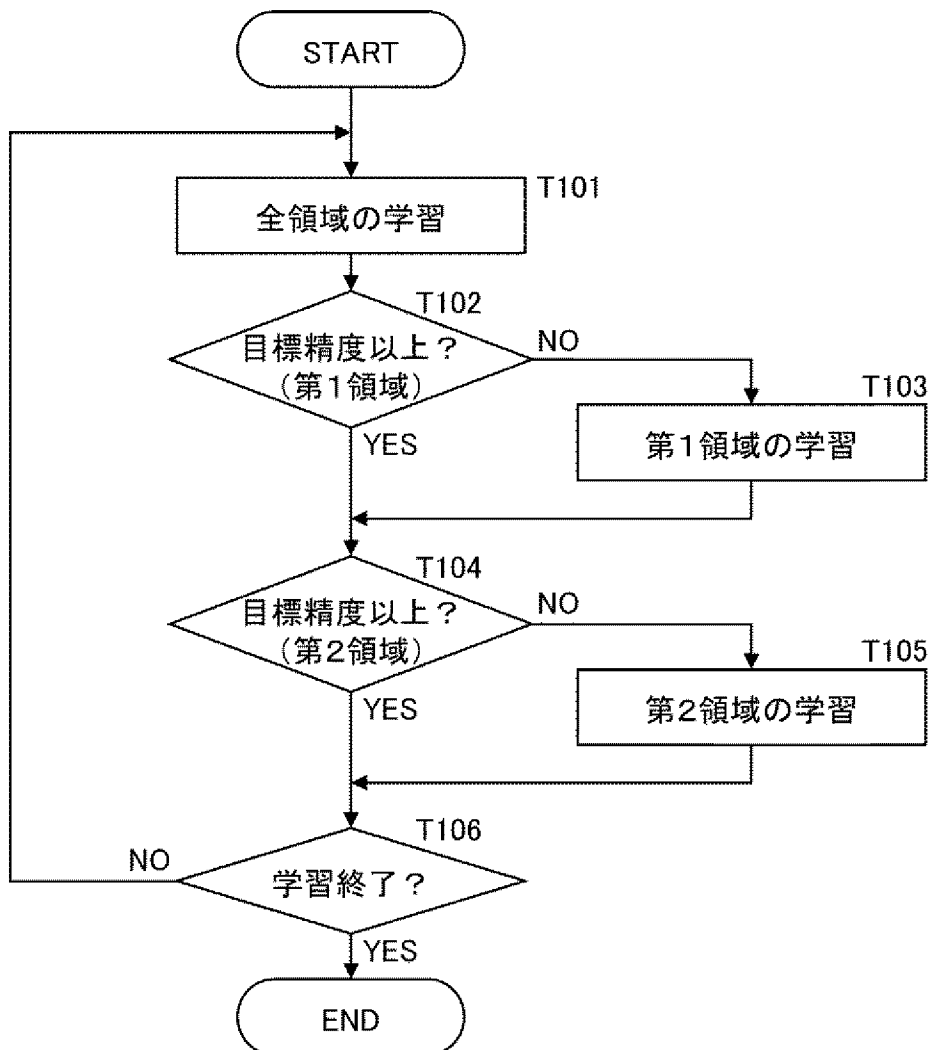 START
T101
全領域の学習
T102
目標精度以上？
（第１領域）
NO
YES
T103
第１領域の学習
T104
目標精度以上？
（第２領域）
NO
YES
T105
第２領域の学習
T106
学習終了？
NO
YES
END